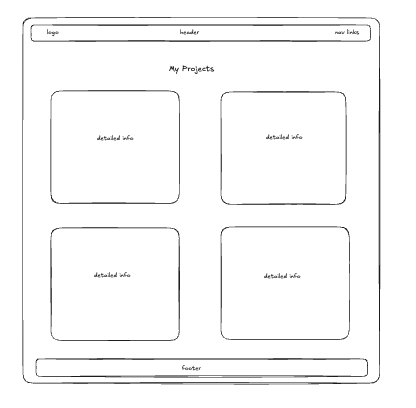 logo header nav links
My Projects
detailed info detailed info
detailed info detailed info
footer